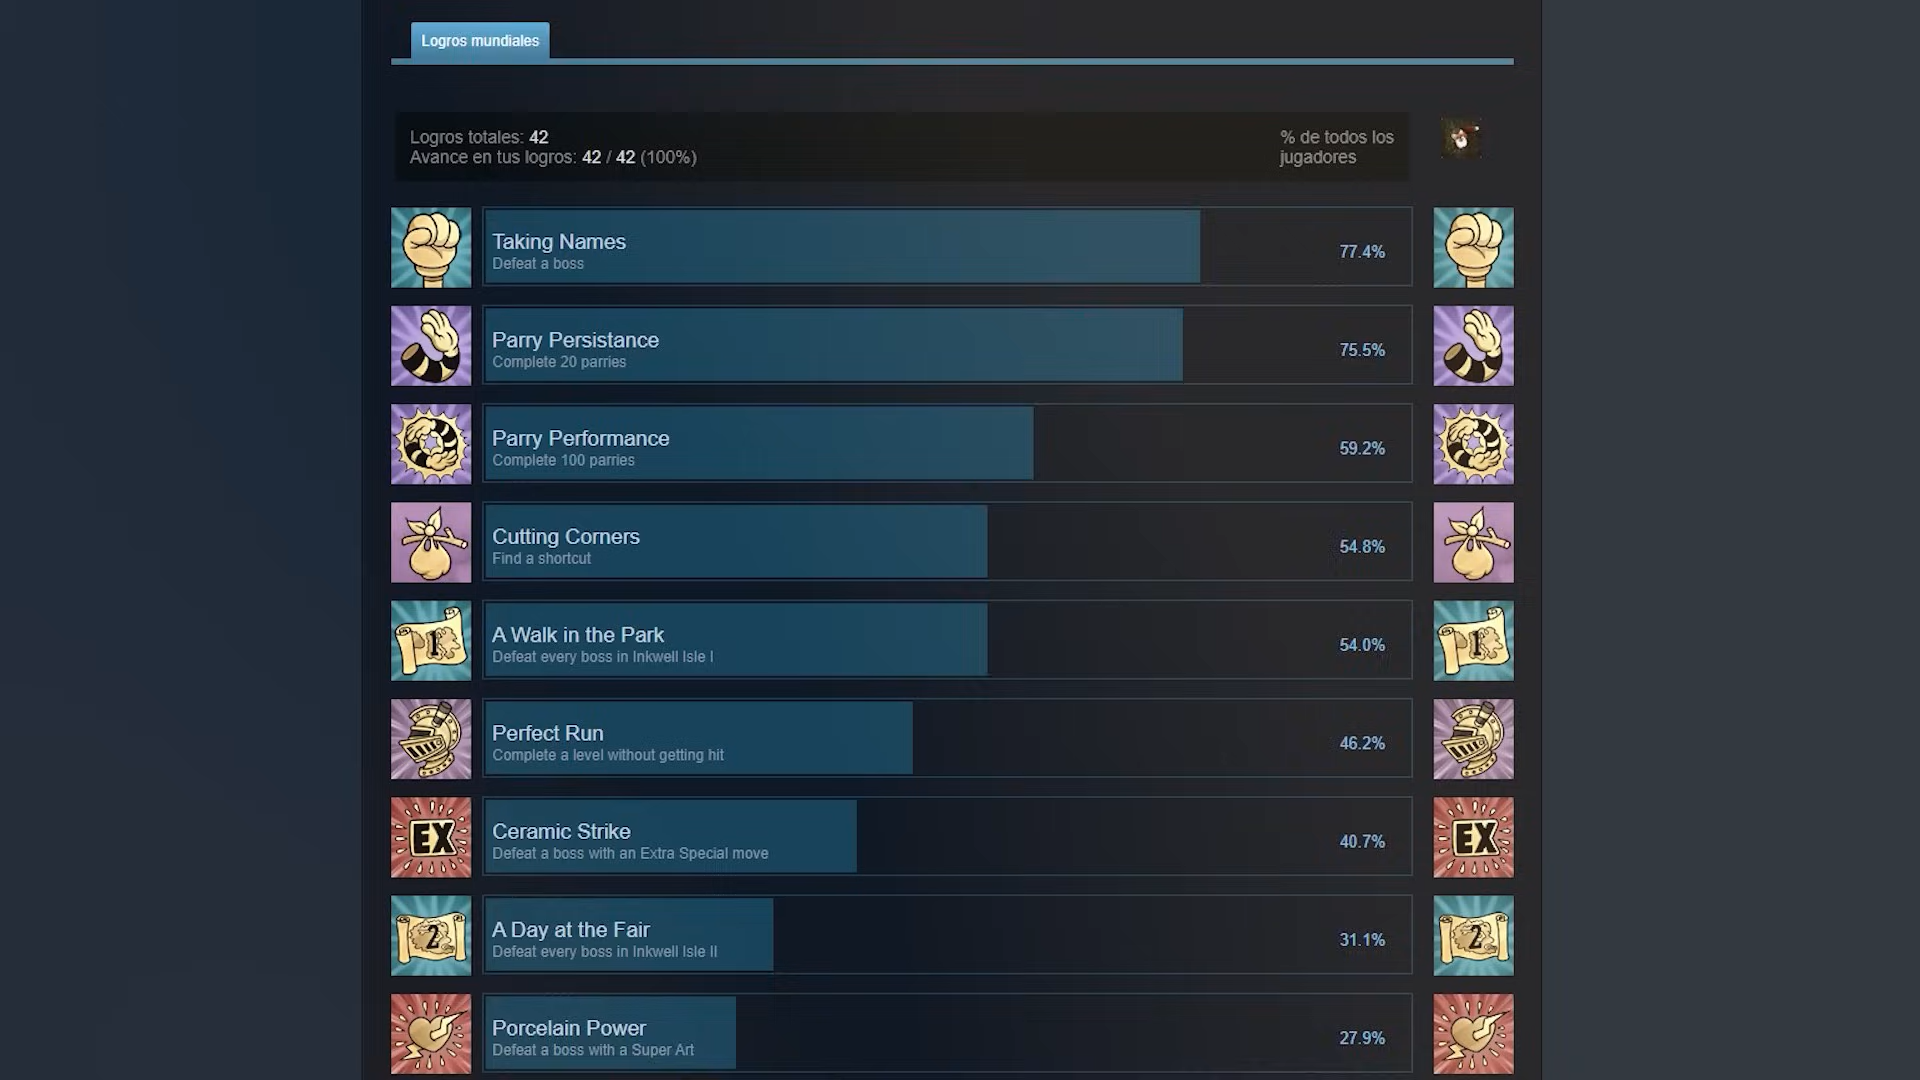 Logros mundiales
Logros totales: 42
Avance en tus logros: 42 / 42 (100%)
% de todos los
jugadores
Taking Names
Defeat a boss
77.4%
Parry Persistance
Complete 20 parries
75.5%
Parry Performance
Complete 100 parries
59.2%
Cutting Corners
Find a shortcut
54.8%
1
A Walk in the Park
Defeat every boss in Inkwell Isle I
54.0%
1
Perfect Run
Complete a level without getting hit
46.2%
EX
Ceramic Strike
Defeat a boss with an Extra Special move
40.7%
EX
2
A Day at the Fair
Defeat every boss in Inkwell Isle II
31.1%
2
Porcelain Power
Defeat a boss with a Super Art
27.9%